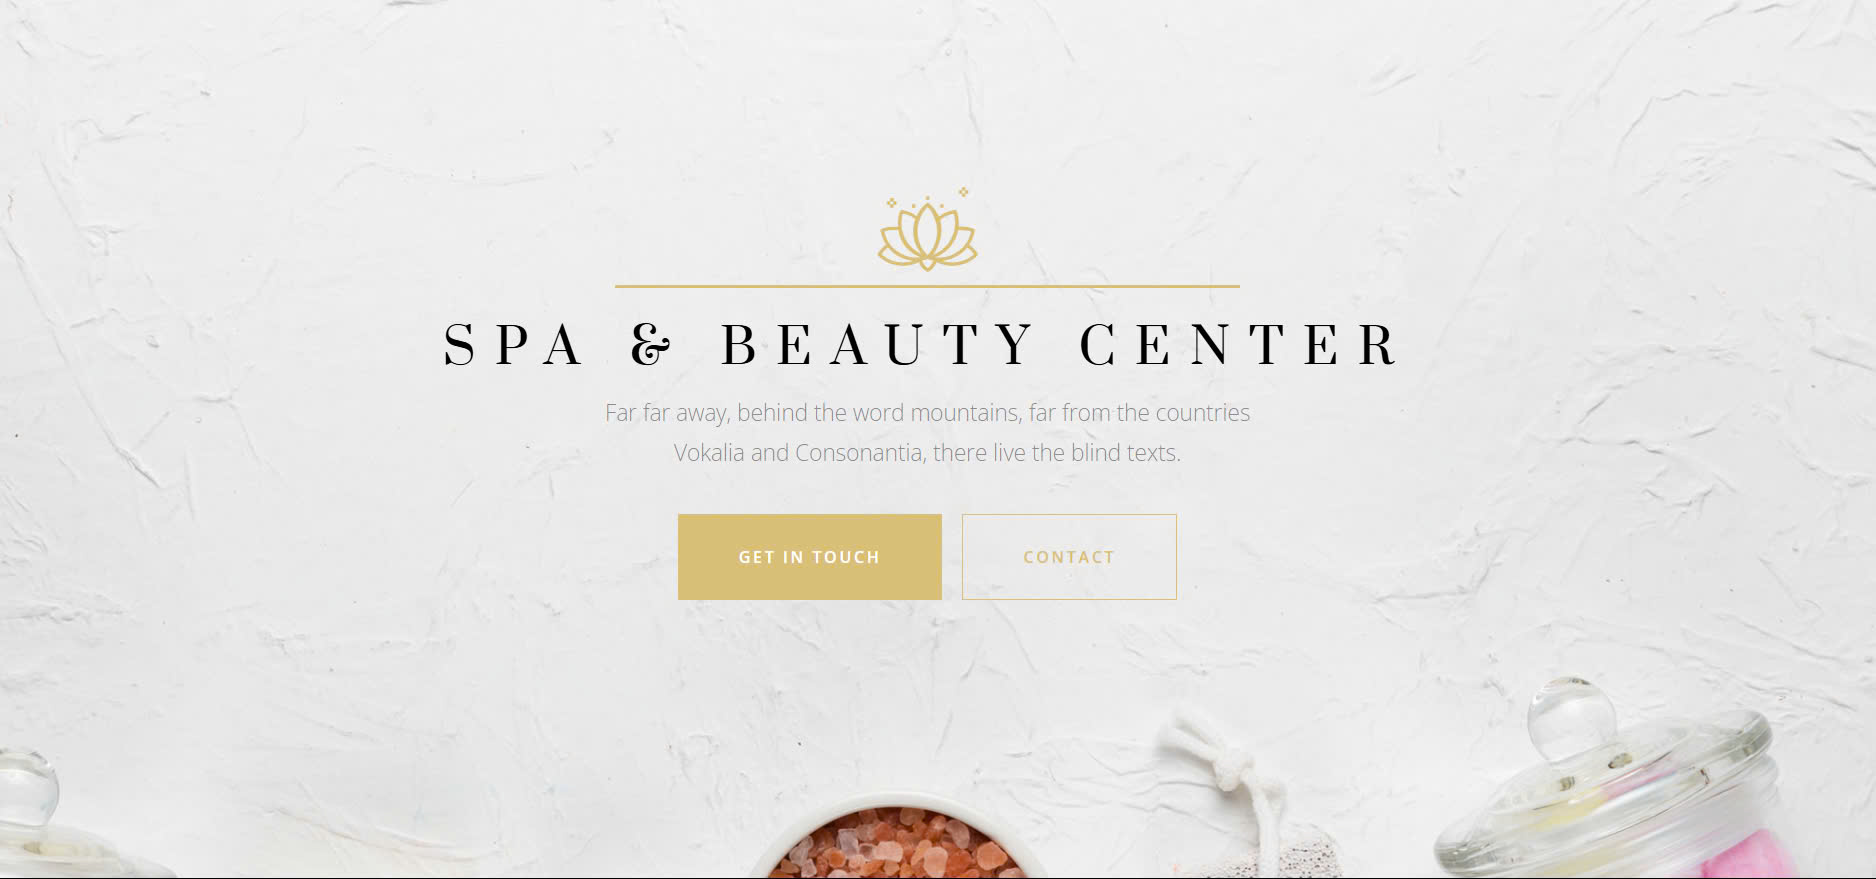 SPA & BEAUTY CENTER
Far far away, behind the word mountains, far from the countries
Vokalia and Consonantia, there live the blind texts.
GET IN TOUCH
CONTACT